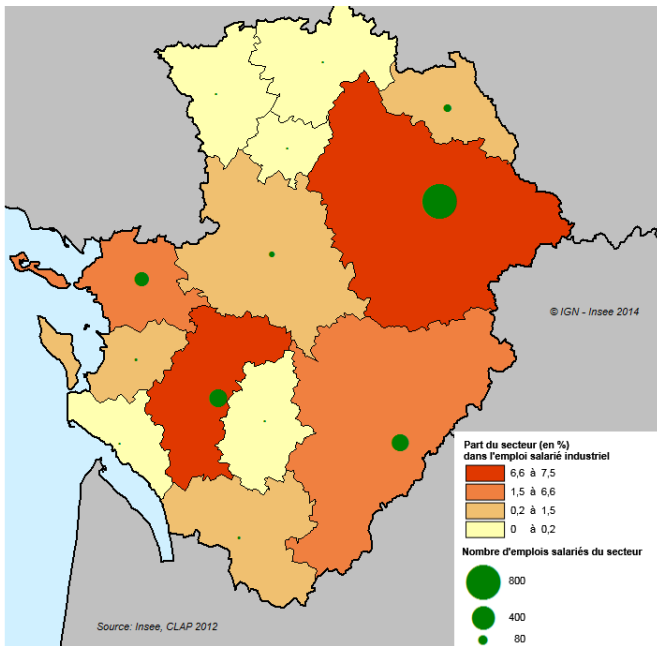 © IGN - Insee 2014
Part du secteur (en %)
dans l'emploi salarié industriel
6,6 à 7,5
1,5 à 6,6
0,2 à 1,5
0 à 0,2
Nombre d'emplois salariés du secteur
800
400
80
Source: Insee, CLAP 2012